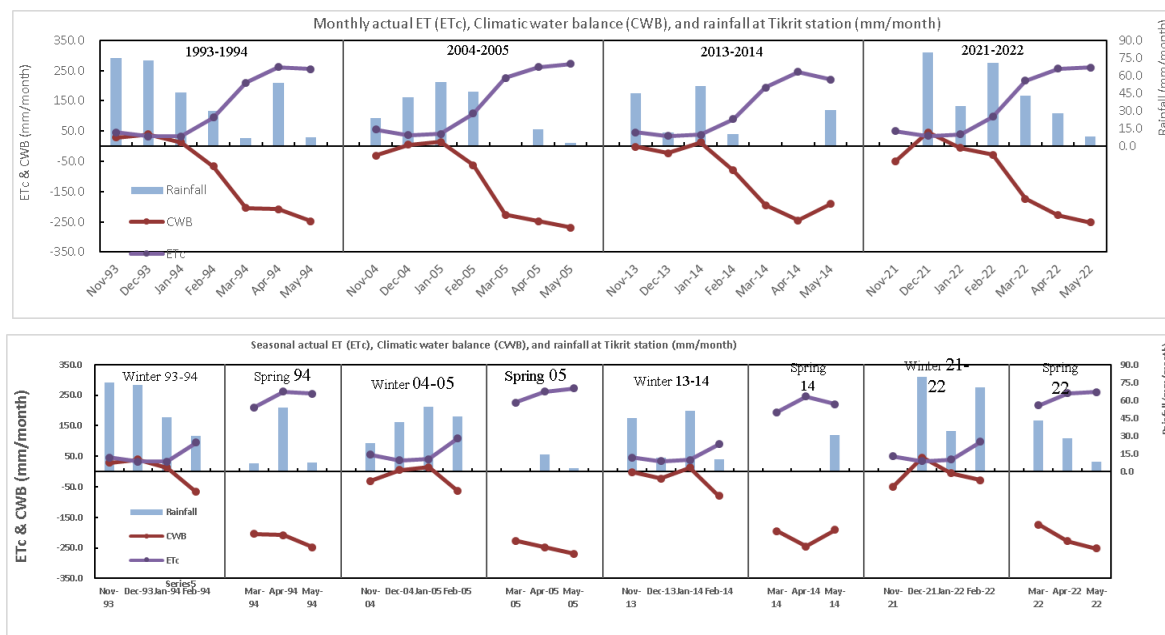 Monthly actual ET (ETc), Climatic water balance (CWB), and rainfall at Tikrit station (mm/month)
350.0
250.0
150.0
50.0
-50.0
-150.0
-250.0
-350.0
ETc & CWB (mm/month)
1993-1994
2004-2005
2013-2014
2021-2022
90.0
75.0
60.0
45.0
30.0
15.0
0.0
Rainfall (mm/month)
Rainfall
CWB
ETc
Nov-93
Dec-93
Jan-94
Feb-94
Mar-94
Apr-94
May-94
Nov-04
Dec-04
Jan-05
Feb-05
Mar-05
Apr-05
May-05
Nov-13
Dec-13
Jan-14
Feb-14
Mar-14
Apr-14
May-14
Nov-21
Dec-21
Jan-22
Feb-22
Mar-22
Apr-22
May-22
Seasonal actual ET (ETc), Climatic water balance (CWB), and rainfall at Tikrit station (mm/month)
350.0
250.0
150.0
50.0
-50.0
-150.0
-250.0
-350.0
ETc & CWB (mm/month)
Winter 93-94
Spring 94
Winter 04-05
Spring 05
Winter 13-14
Spring
14
Winter 21-
22
Spring
22
90.0
75.0
60.0
45.0
30.0
15.0
0.0
Rainfall (mm/month)
Rainfall
CWB
ETc
Series5
Nov-
93
Dec-93
Jan-94
Feb-94
Mar-
94
Apr-94
May-
94
Nov-
04
Dec-04
Jan-05
Feb-05
Mar-
05
Apr-05
May-
05
Nov-
13
Dec-13
Jan-14
Feb-14
Mar-
14
Apr-14
May-
14
Nov-
21
Dec-21
Jan-22
Feb-22
Mar-
22
Apr-22
May-
22